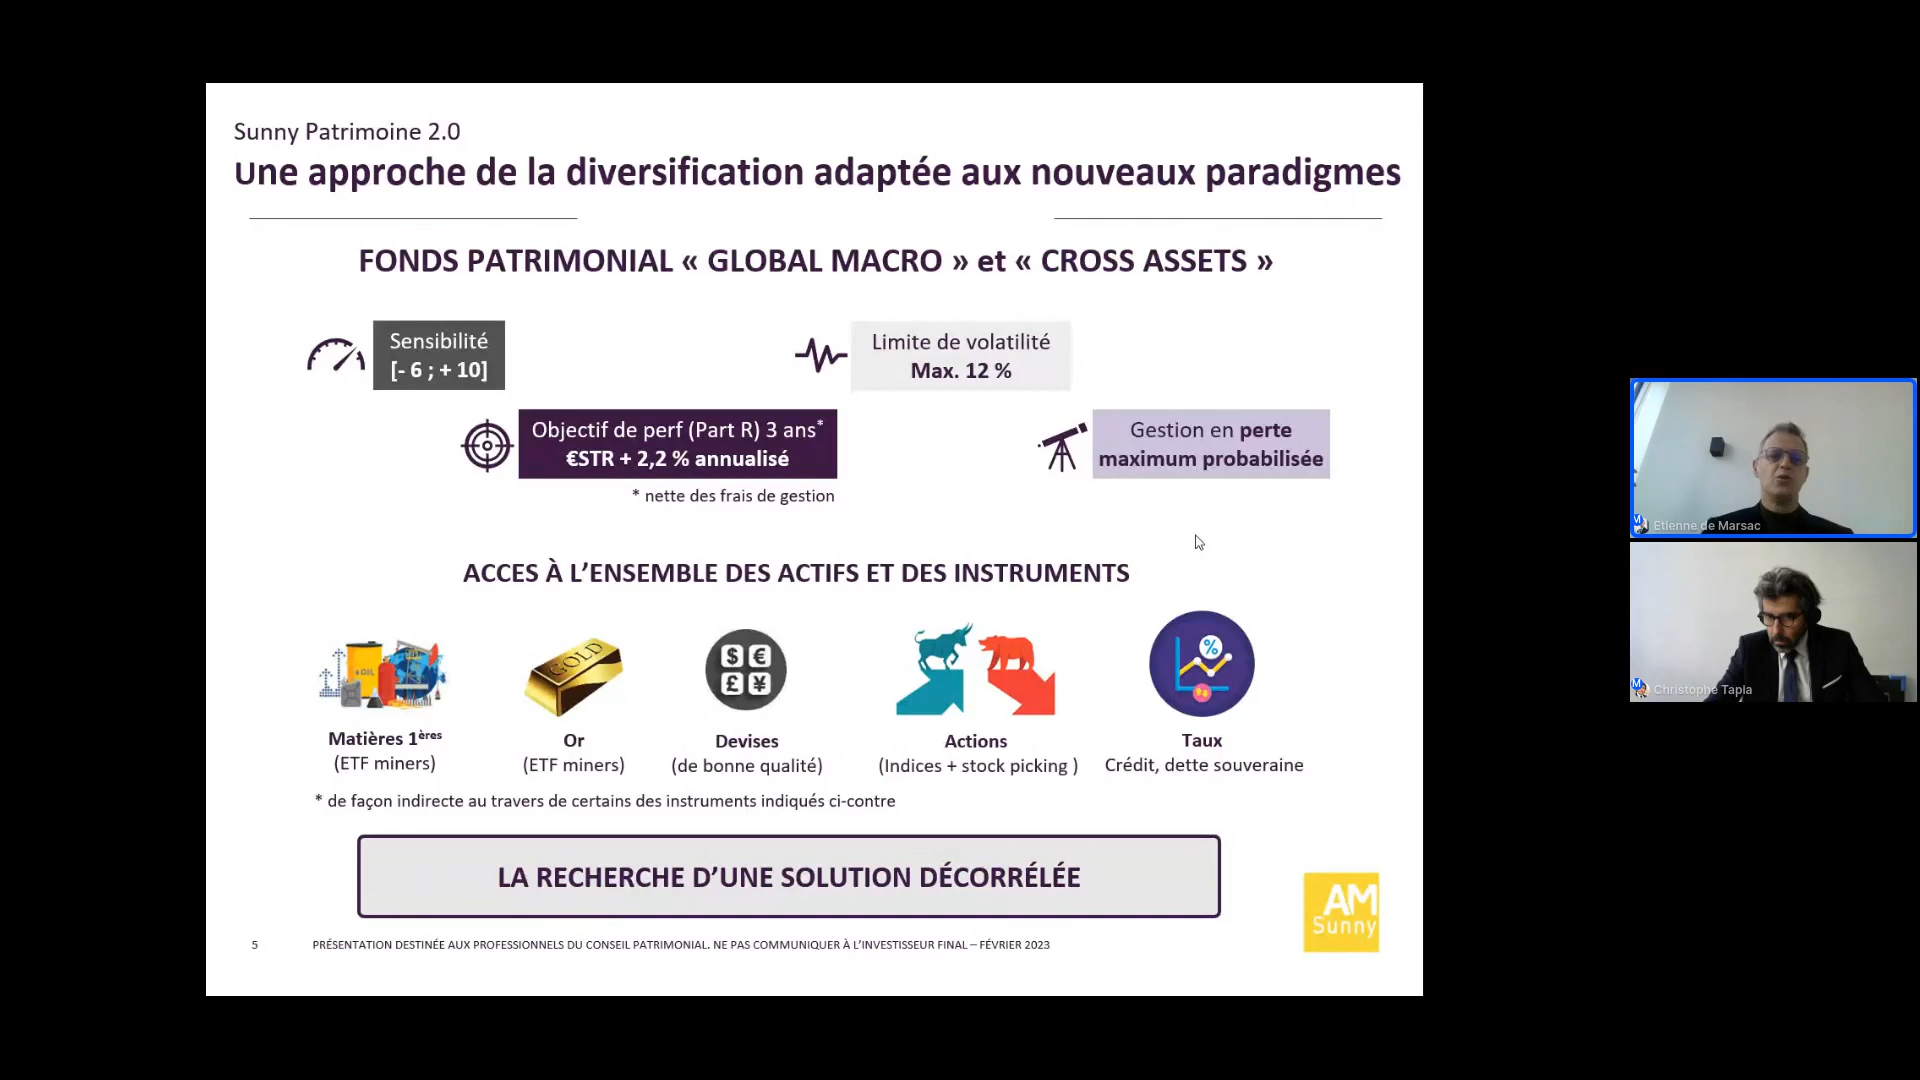 Sunny Patrimoine 2.0
Une approche de la diversification adaptée aux nouveaux paradigmes
FONDS PATRIMONIAL « GLOBAL MACRO » et « CROSS ASSETS »
Sensibilité
[- 6 ; + 10]
Limite de volatilité
Max. 12 %
Objectif de perf (Part R) 3 ans*
€STR + 2,2 % annualisé
* nette des frais de gestion
Gestion en perte
maximum probabilisée
ACCES À L’ENSEMBLE DES ACTIFS ET DES INSTRUMENTS
OIL
GOLD
$ €
£ ¥
%
Matières 1ères
(ETF miners)
Or
(ETF miners)
Devises
(de bonne qualité)
Actions
(Indices + stock picking )
Taux
Crédit, dette souveraine
* de façon indirecte au travers de certains des instruments indiqués ci-contre
LA RECHERCHE D’UNE SOLUTION DÉCORRÉLÉE
AM
Sunny
5
PRÉSENTATION DESTINÉE AUX PROFESSIONNELS DU CONSEIL PATRIMONIAL. NE PAS COMMUNIQUER À L’INVESTISSEUR FINAL – FÉVRIER 2023
Etienne de Marsac
Christophe Tapia